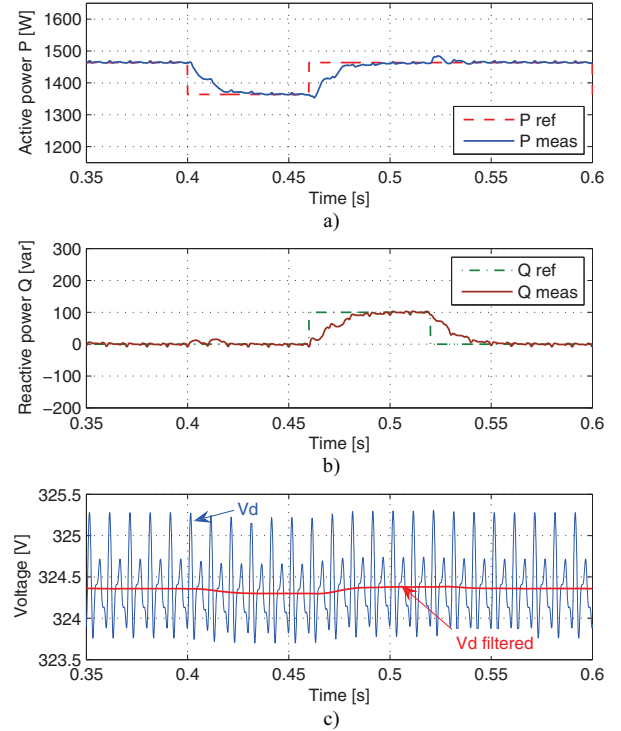 Active power P [W]
1600
1500
1400
1300
1200
P ref
P meas
0.35 0.4 0.45 0.5 0.55 0.6
Time [s]
a)
Reactive power Q [var]
300
200
100
0
−100
−200
Q ref
Q meas
0.35 0.4 0.45 0.5 0.55 0.6
Time [s]
b)
Voltage [V]
325.5
325
324.5
324
323.5
Vd
Vd filtered
0.35 0.4 0.45 0.5 0.55 0.6
Time [s]
c)